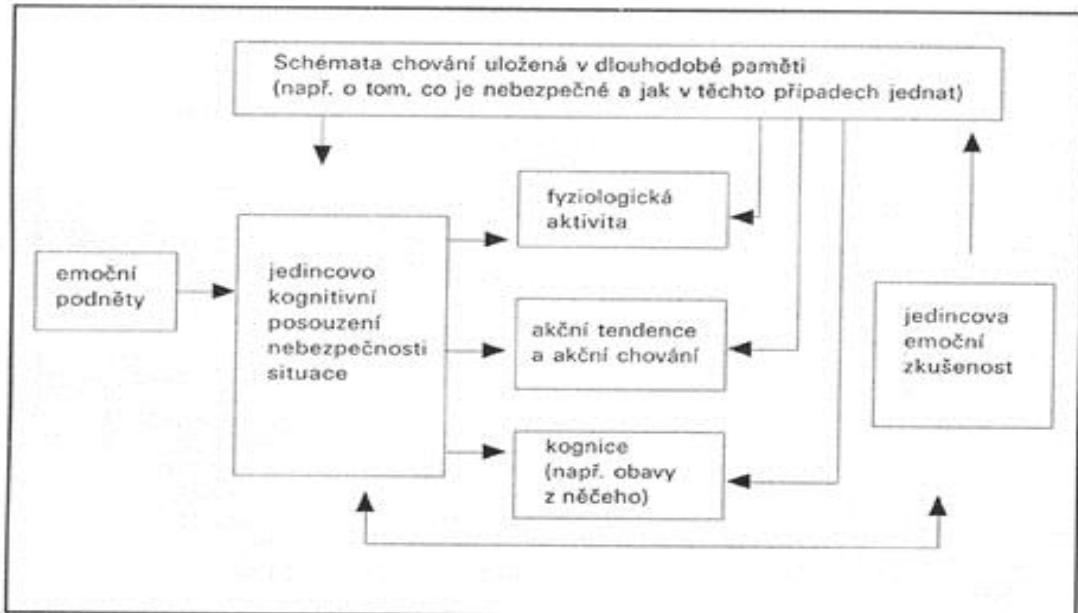 Schémata chování uložená v dlouhodobé paměti
(např. o tom, co je nebezpečné a jak v těchto případech jednat)
fyziologická
aktivita
emoční
podněty
jedincovo
kognitivní
posouzení
nebezpečnosti
situace
akční tendence
a akční chování
jedincova
emoční
zkušenost
kognice
(např. obavy
z něčeho)